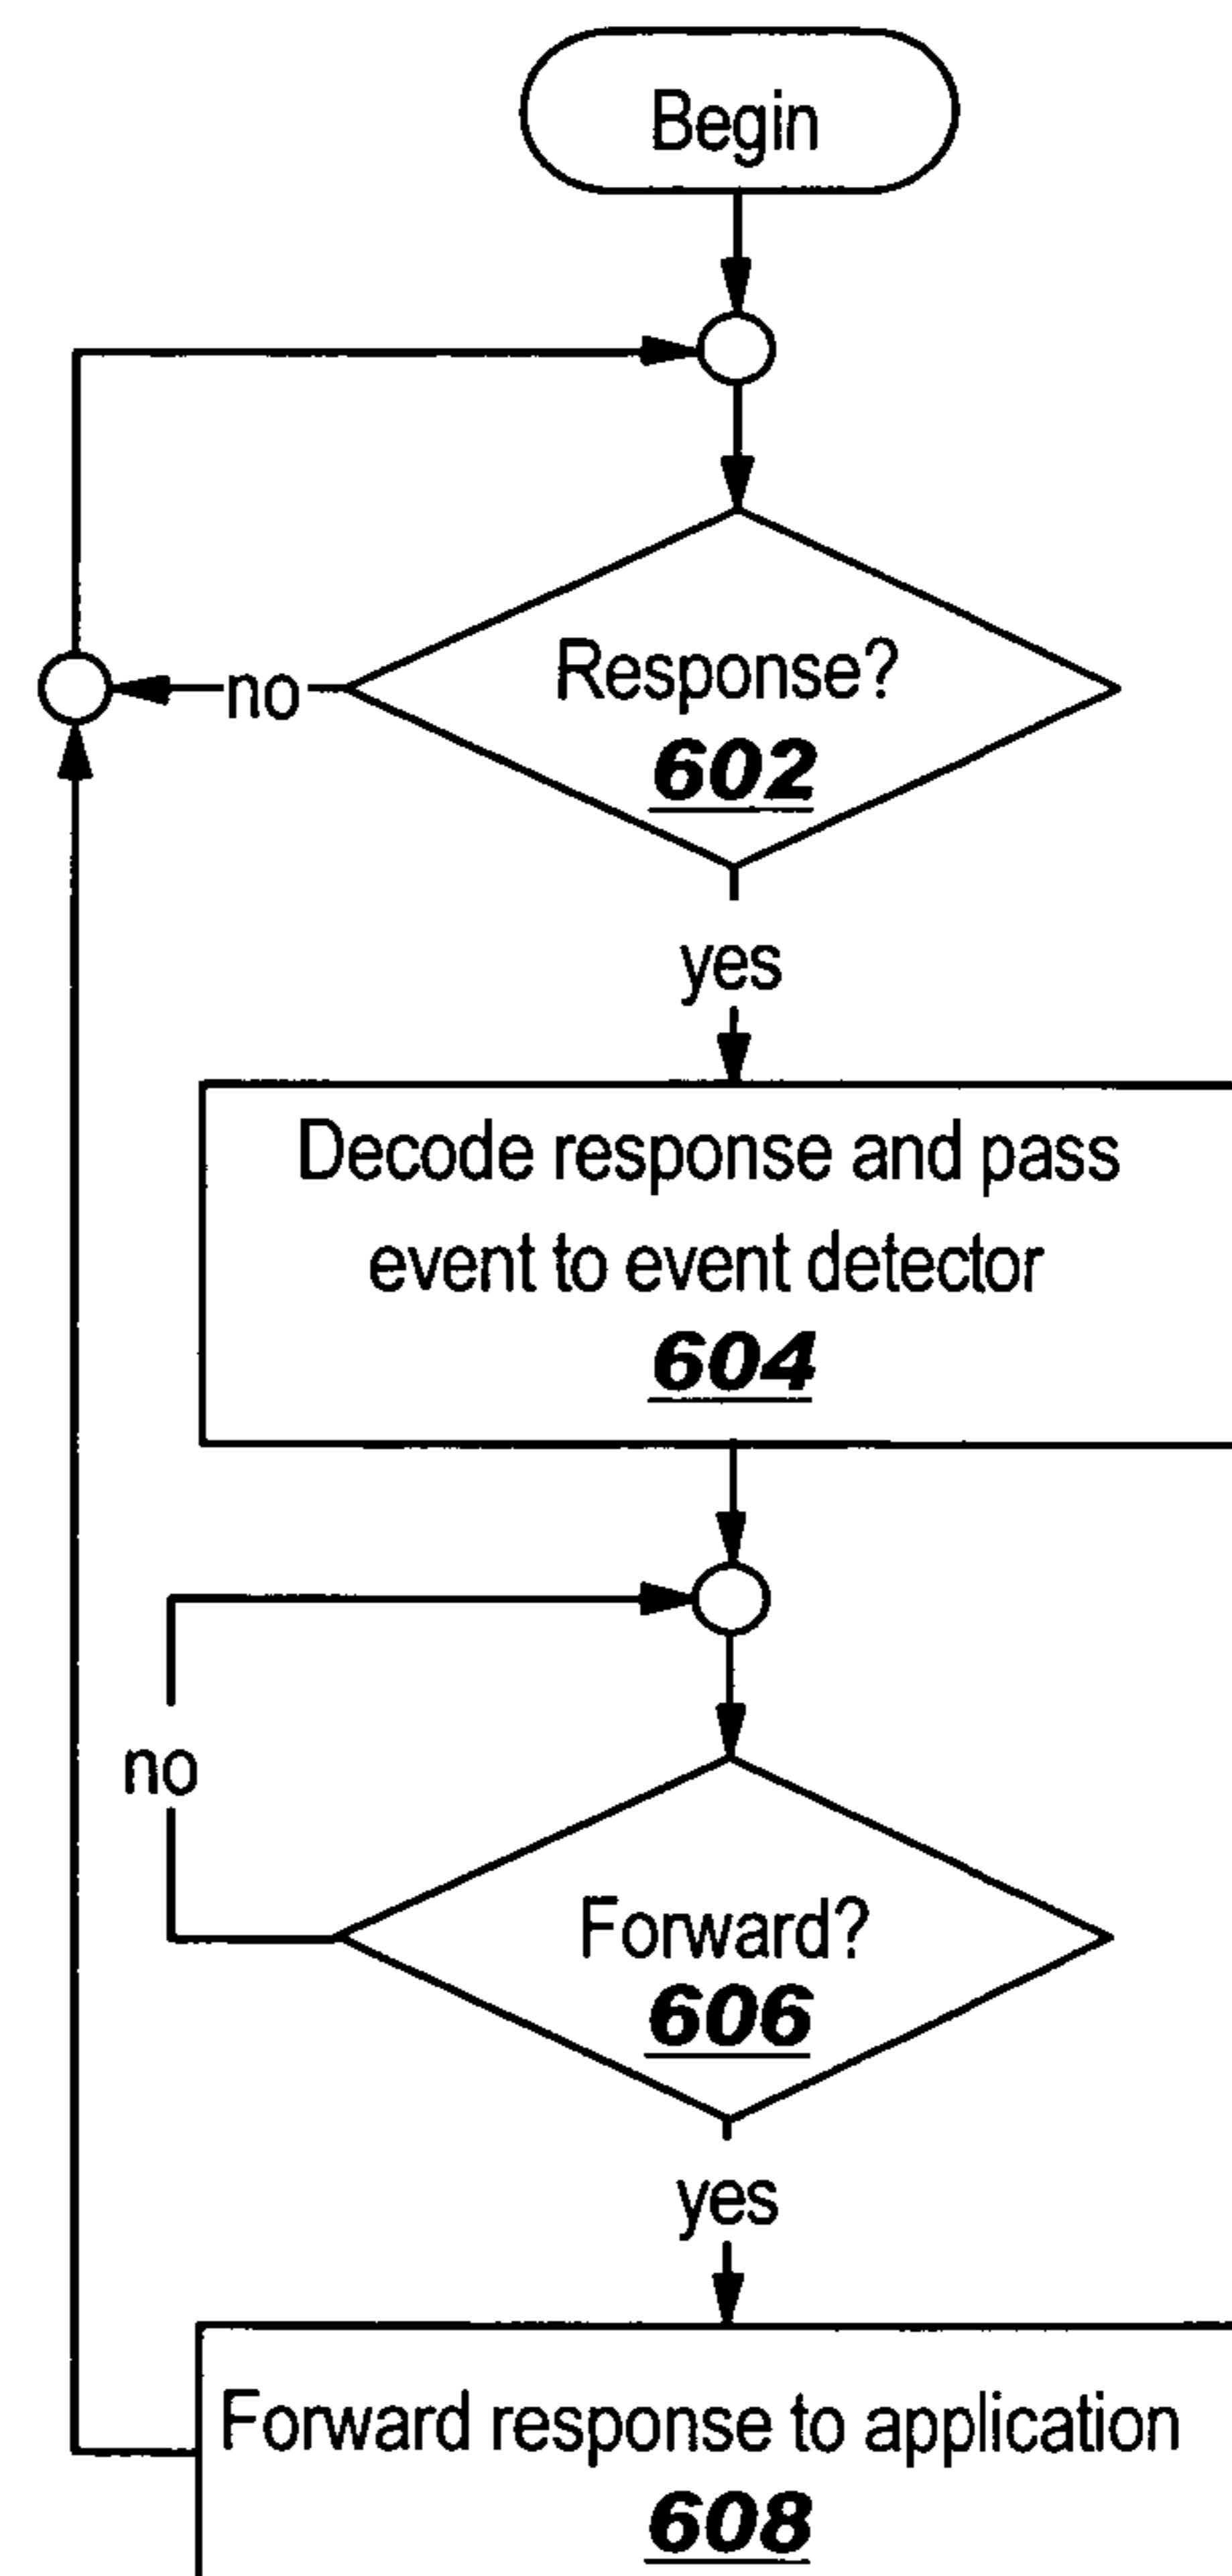 Begin
Response?
602
no
yes
Decode response and pass
event to event detector
604
no
Forward?
606
yes
Forward response to application
608